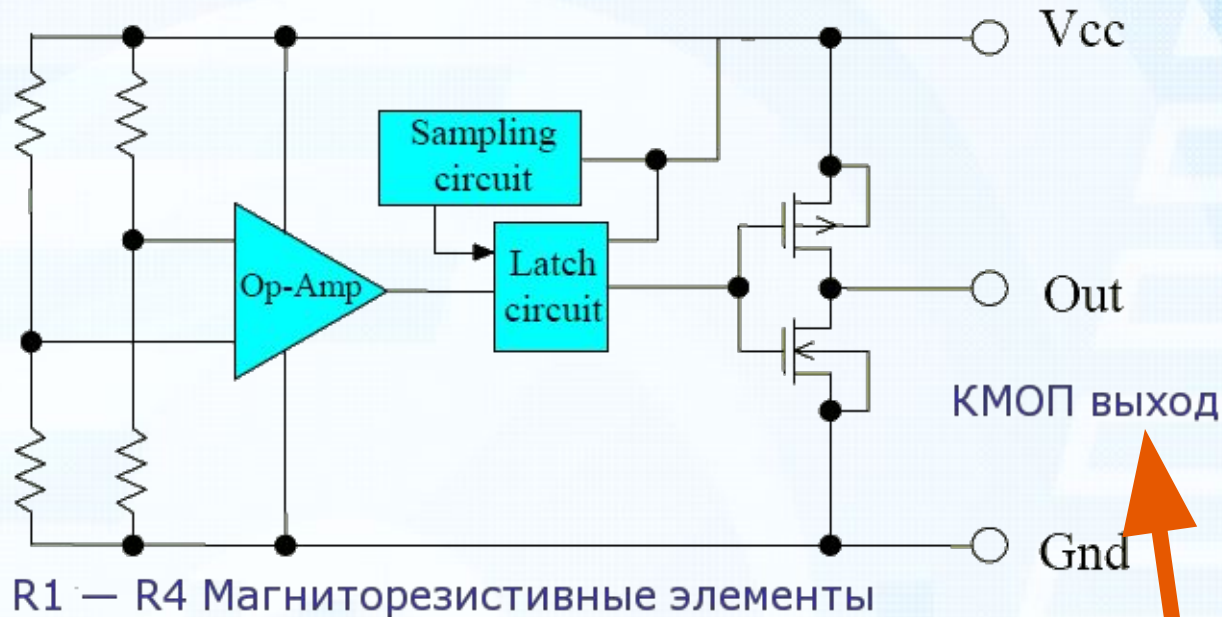 Vcc
Sampling
circuit
Op-Amp
Latch
circuit
Out
КМОП выход
Gnd
R1 — R4 Магниторезистивные элементы